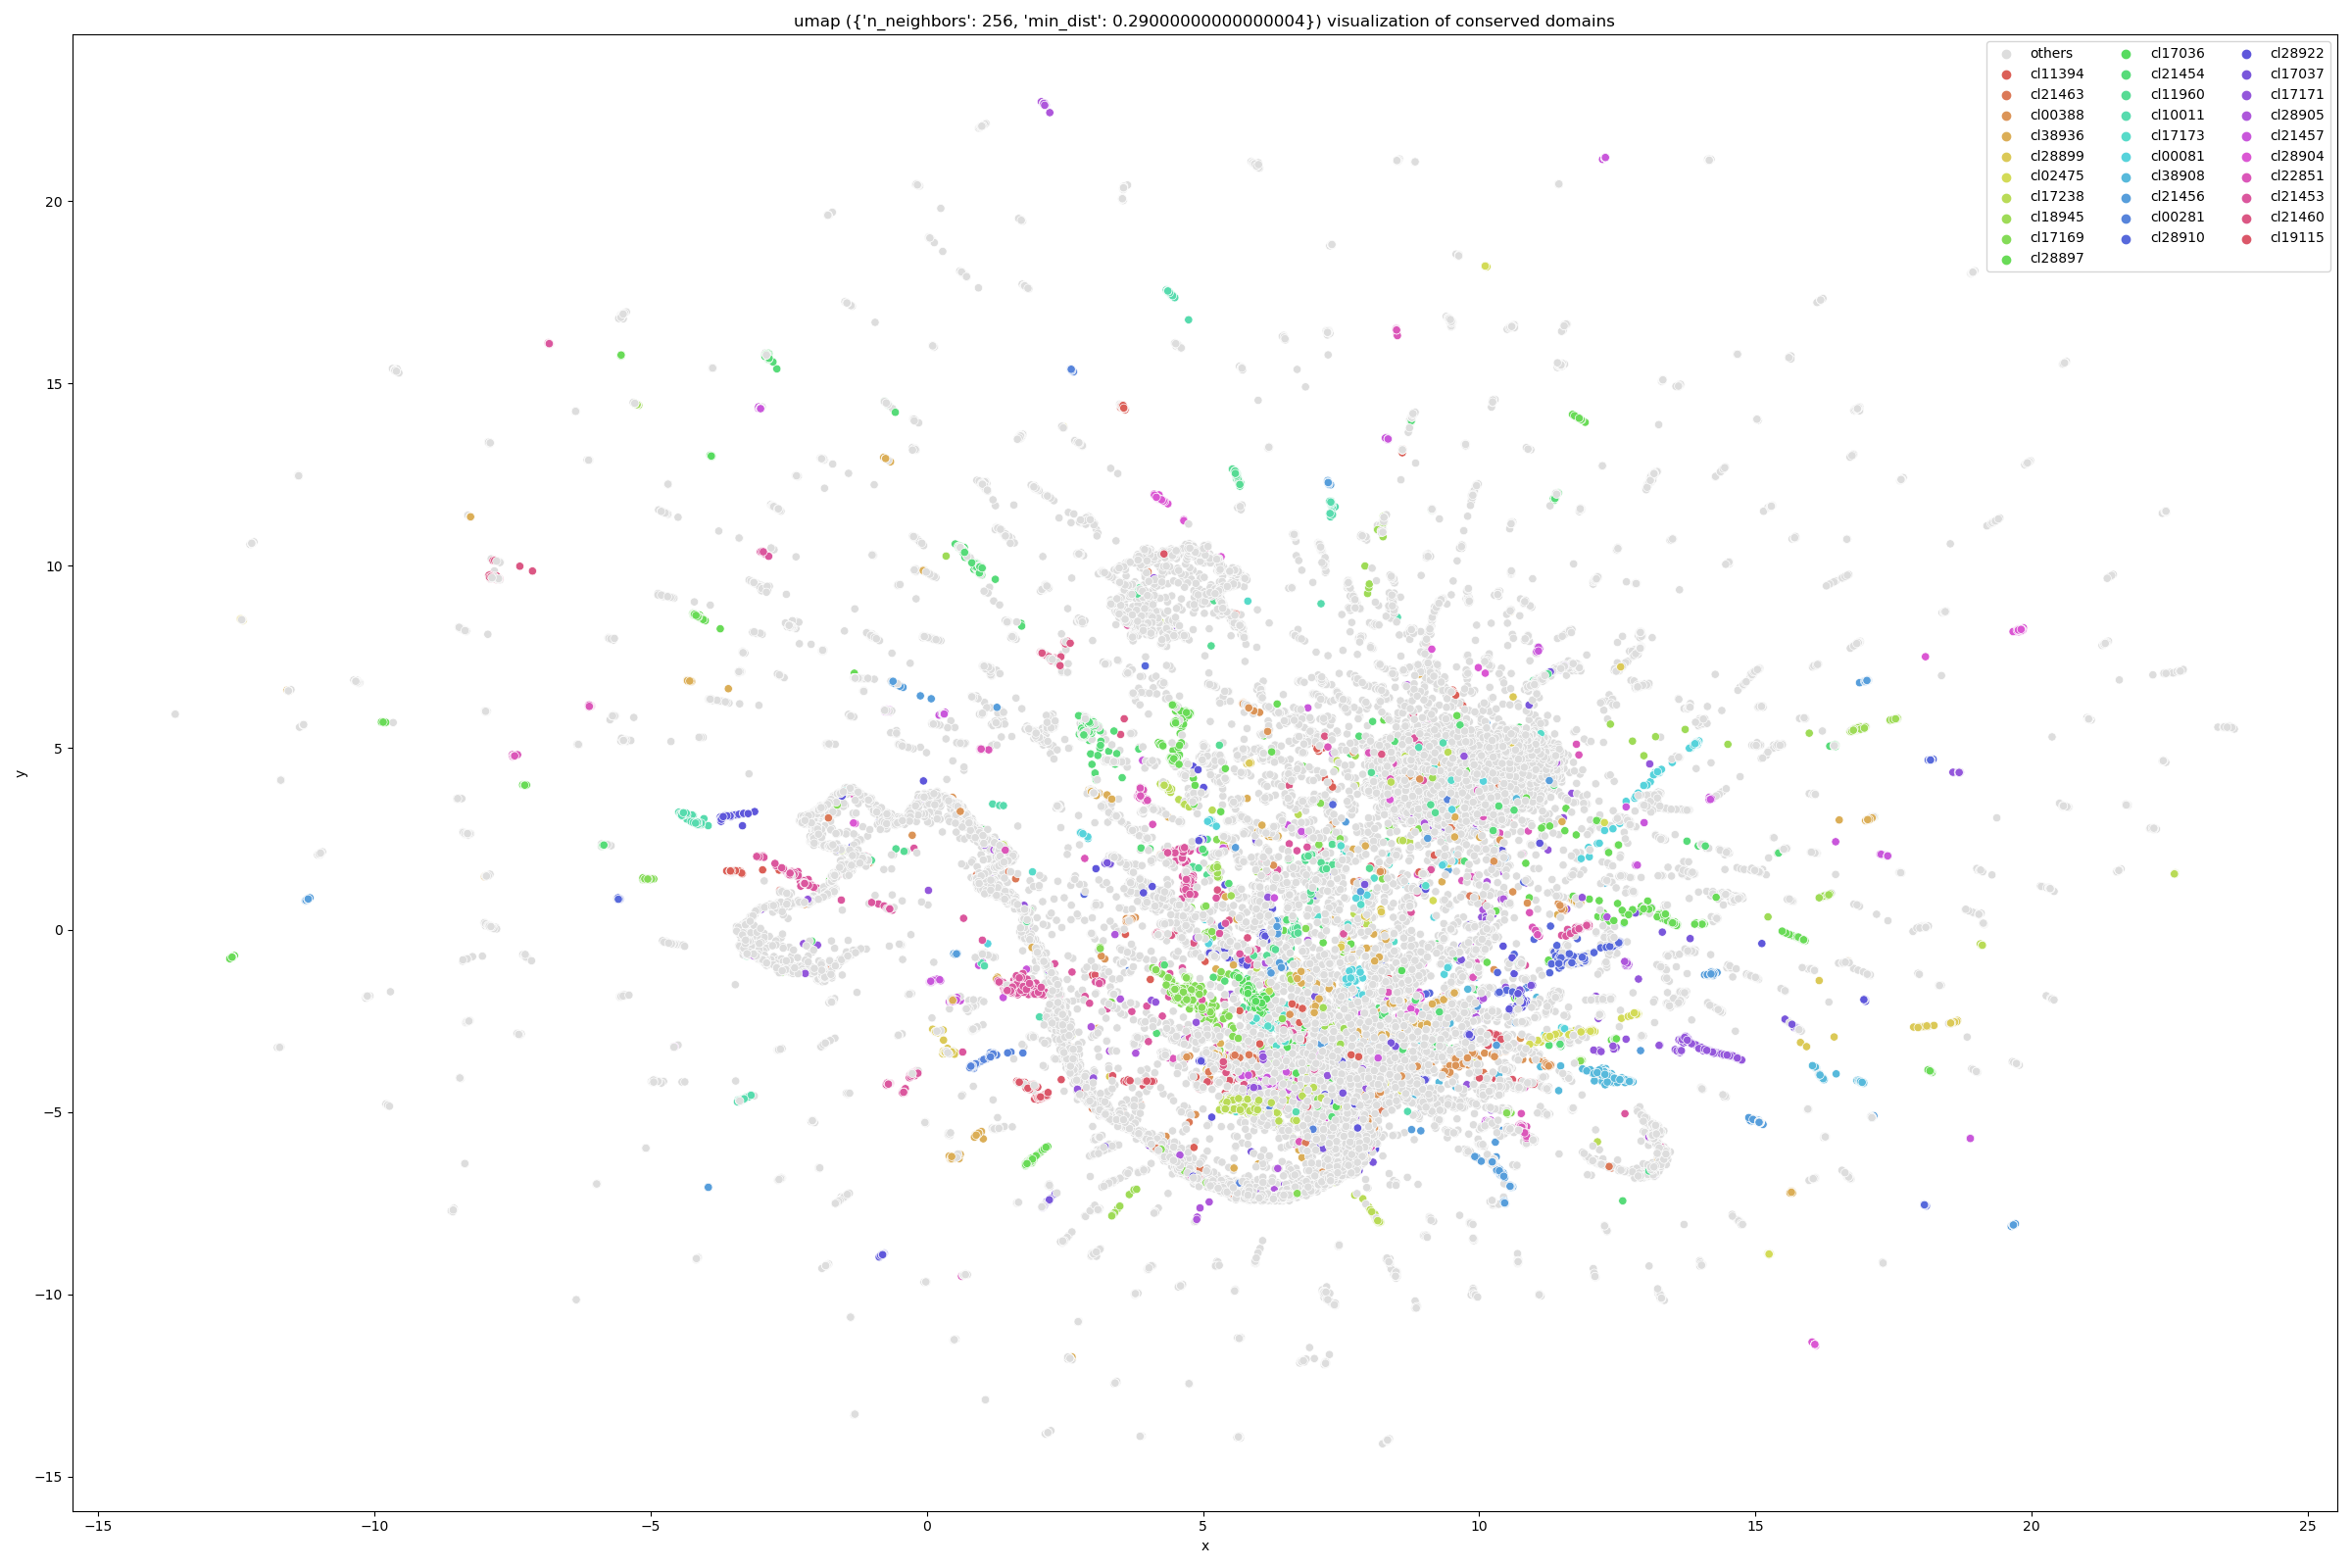 umap ({'n_neighbors': 256, 'min_dist': 0.29000000000000004}) visualization of conserved domains
others
cl11394
cl21463
cl00388
cl38936
cl28899
cl02475
cl17238
cl18945
cl17169
cl28897
cl17036
cl21454
cl11960
cl10011
cl17173
cl00081
cl38908
cl21456
cl00281
cl28910
cl28922
cl17037
cl17171
cl28905
cl21457
cl28904
cl22851
cl21453
cl21460
cl19115
y
20
15
10
5
0
−5
−10
−15
−15
−10
−5
0
5
10
15
20
25
x